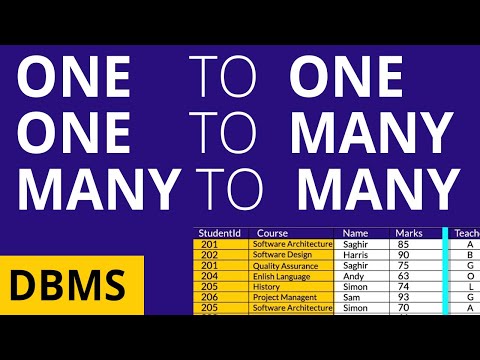 ONE TO ONE
ONE TO MANY
MANY TO MANY
StudentId Course Name Marks Teache
201 Software Architecture Saghir 85 A
202 Software Design Harris 90 B
201 Quality Assurance Saghir 75 G
204 Enlish Language Andy 63 O
205 History Simon 74 L
206 Project Managent Sam 93 G
205 Software Architecture Simon 70 A
DBMS